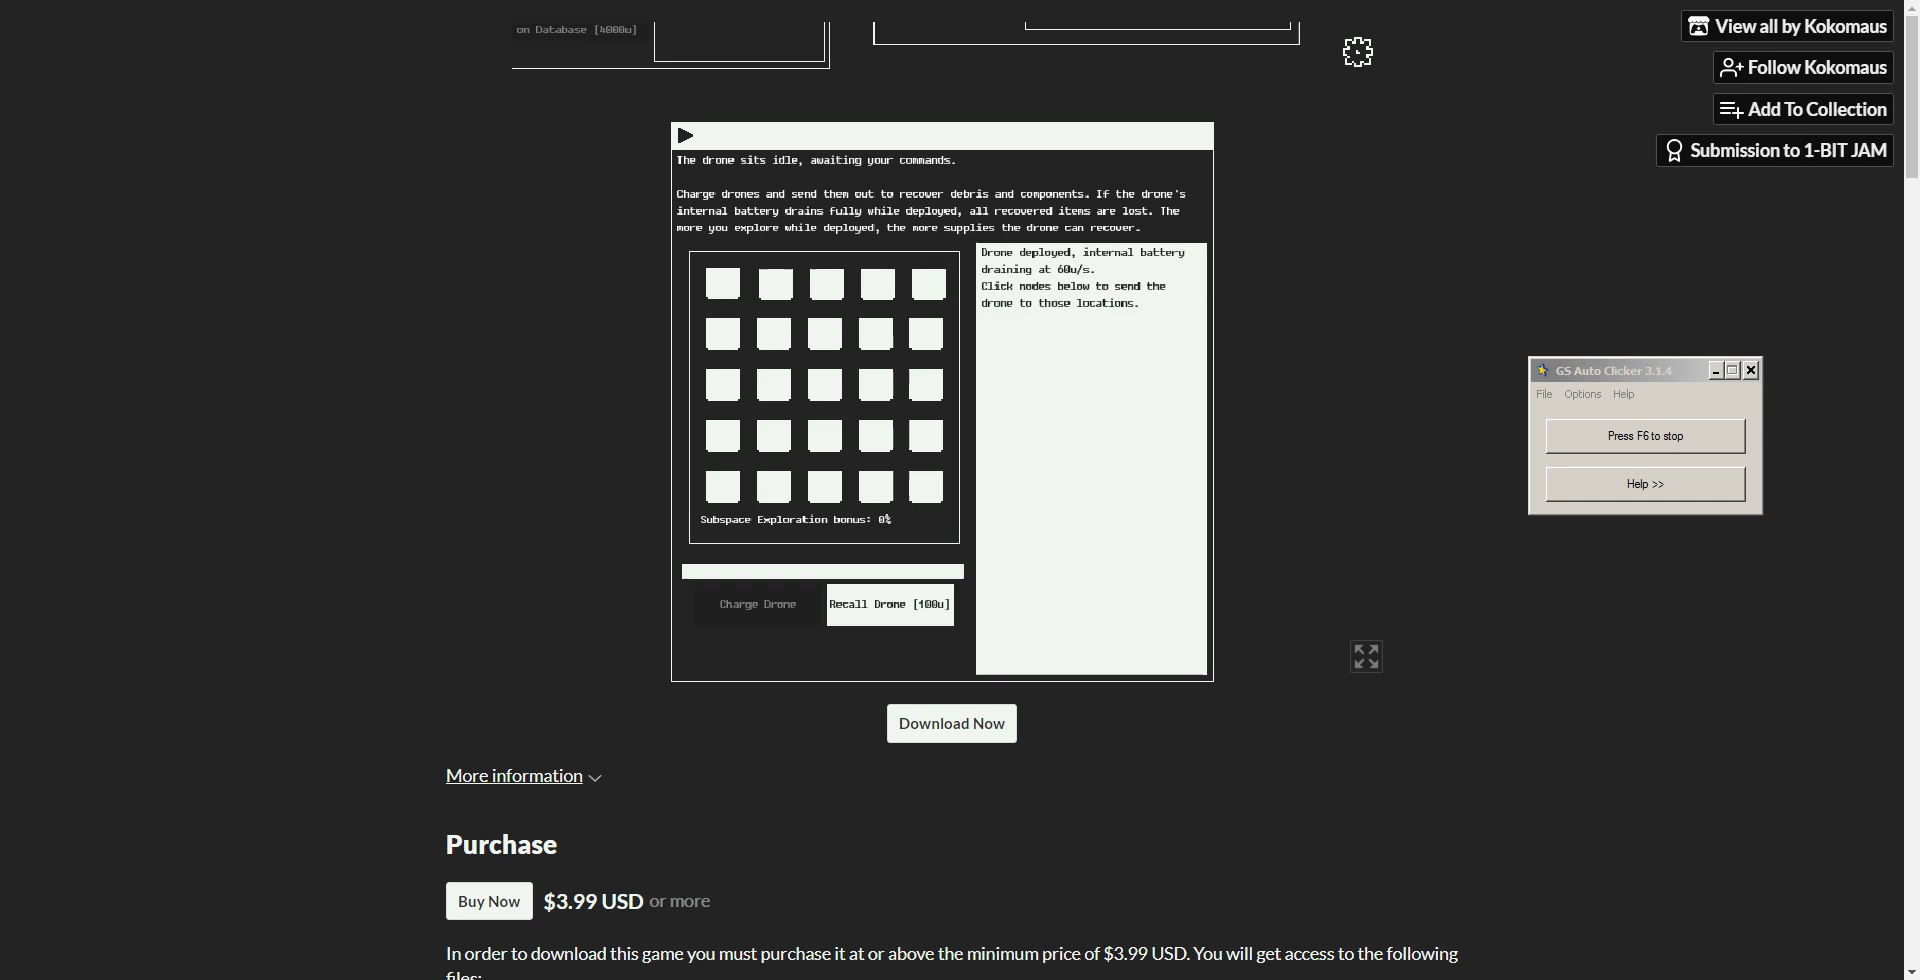 on Database [4000u]
View all by Kokomaus
Follow Kokomaus
Add To Collection
Submission to 1-BIT JAM
The drone sits idle, awaiting your commands.
Charge drones and send them out to recover debris and components. If the drone's
internal battery drains fully while deployed, all recovered items are lost. The
more you explore while deployed, the more supplies the drone can recover.
Drone deployed, internal battery
draining at 60u/s.
Click nodes below to send the
drone to those locations.
Subspace Exploration bonus: 0%
Charge Drone
Recall Drone [100u]
GS Auto Clicker 3.1.4
File Options Help
Press F6 to stop
Help >>
Download Now
More information
Purchase
Buy Now $3.99 USD or more
In order to download this game you must purchase it at or above the minimum price of $3.99 USD. You will get access to the following
files: